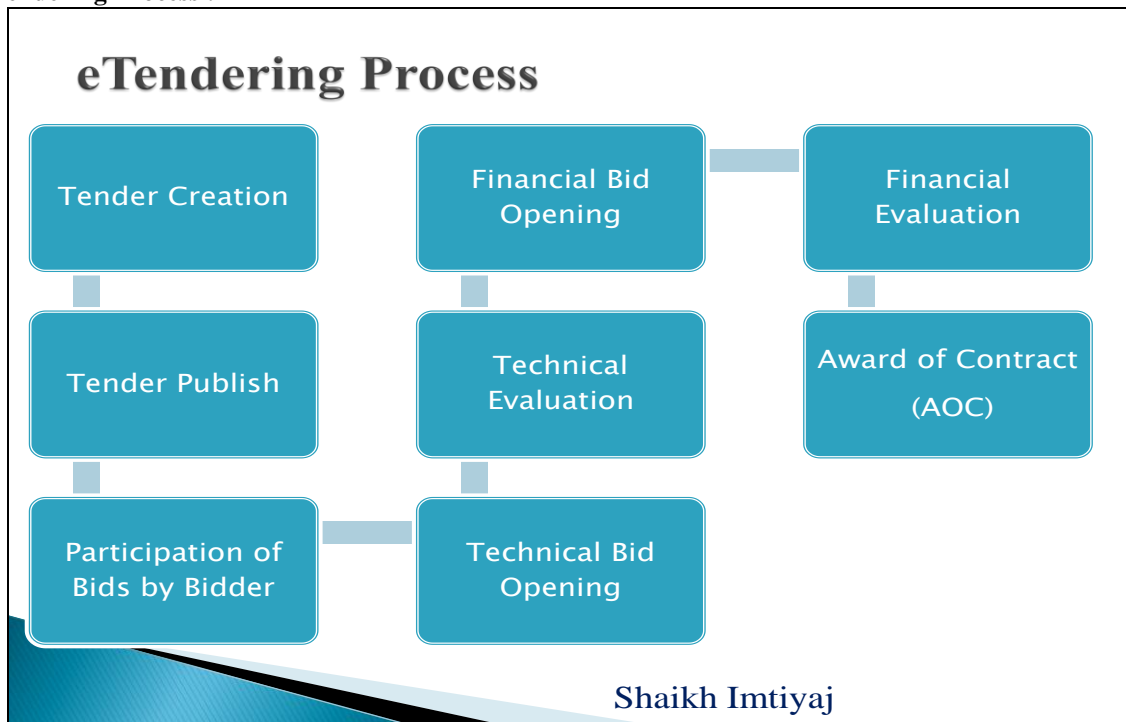 eTendering Process
Tender Creation
Tender Publish
Participation of
Bids by Bidder
Technical Bid
Opening
Technical
Evaluation
Financial Bid
Opening
Financial
Evaluation
Award of Contract
(AOC)
Shaikh Imtiyaj